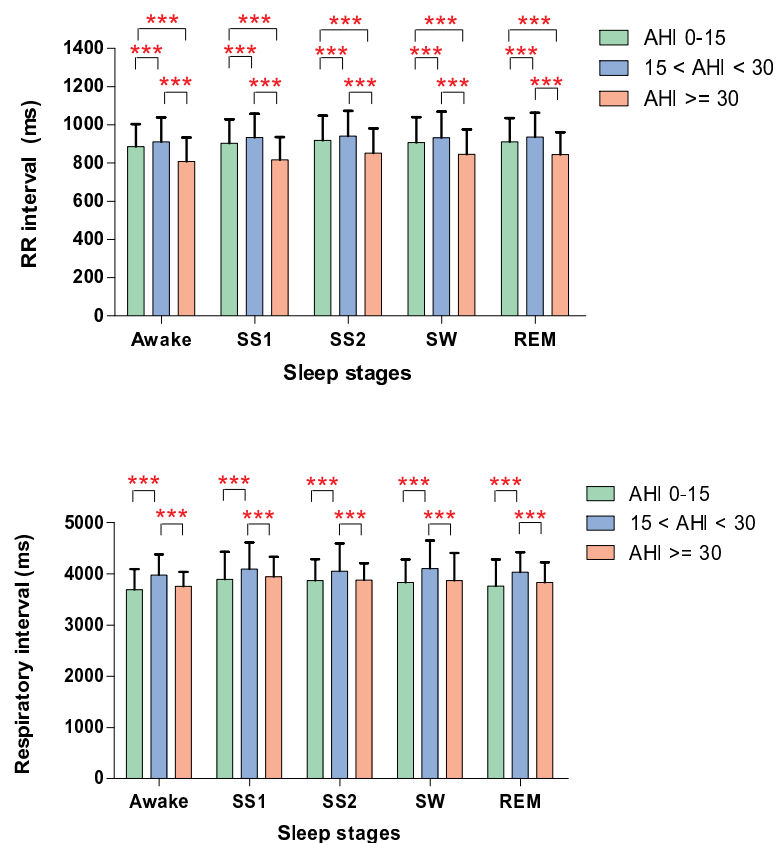 *** *** *** *** ***
*** *** *** *** ***
*** *** *** *** ***
AHI 0-15
15 < AHI < 30
AHI >= 30
RR interval (ms)
1400
1200
1000
800
600
400
200
0
Awake SS1 SS2 SW REM
Sleep stages
*** *** *** *** ***
*** *** *** *** ***
AHI 0-15
15 < AHI < 30
AHI >= 30
Respiratory interval (ms)
5000
4000
3000
2000
1000
0
Awake SS1 SS2 SW REM
Sleep stages